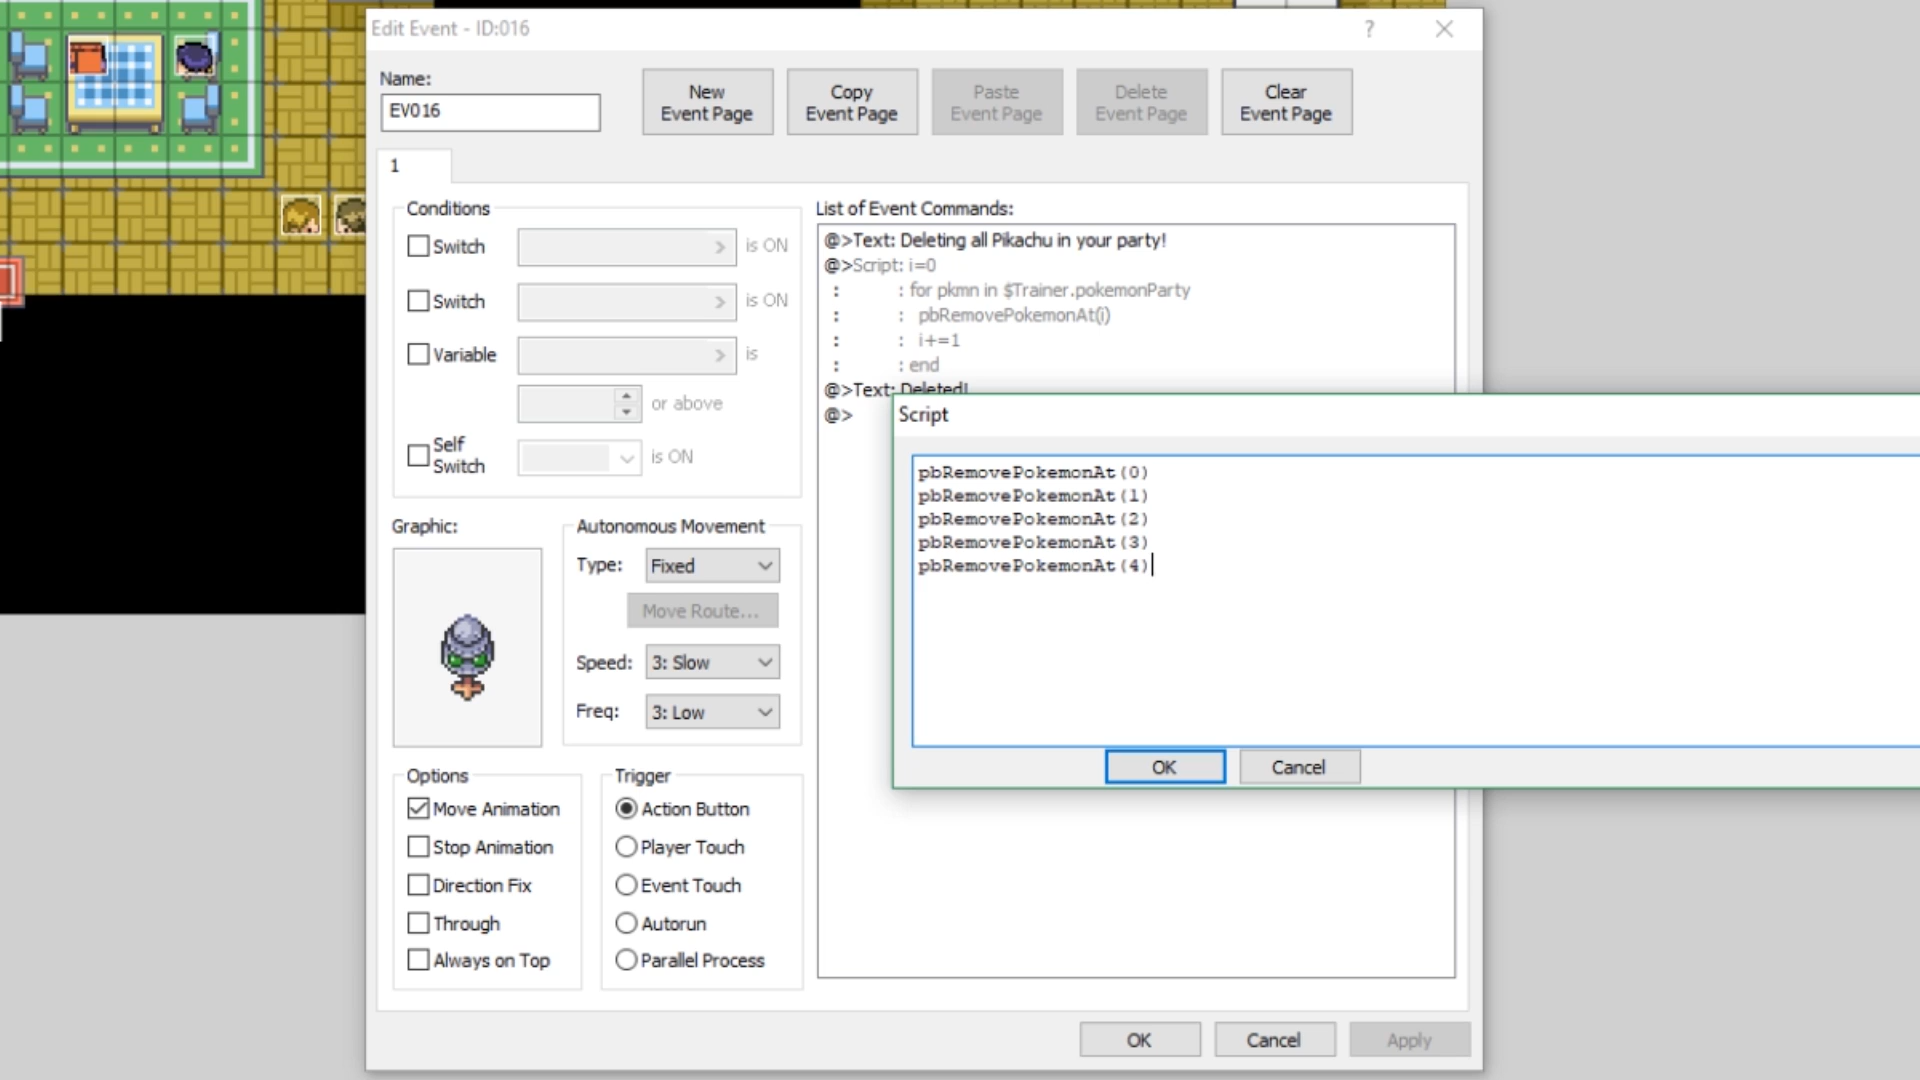 Edit Event - ID:016
?
Name:
EV016
New
Event Page
Copy
Event Page
Paste
Event Page
Delete
Event Page
Clear
Event Page
1
Conditions
Switch
is ON
Switch
is ON
Variable
is
or above
Self
Switch
is ON
Graphic:
Autonomous Movement
Type:
Fixed
Move Route...
Speed:
3: Slow
Freq:
3: Low
Options
Move Animation
Stop Animation
Direction Fix
Through
Always on Top
Trigger
Action Button
Player Touch
Event Touch
Autorun
Parallel Process
List of Event Commands:
@>Text: Deleting all Pikachu in your party!
@>Script: i=0
: : for pkmn in $Trainer.pokemonParty
: : pbRemovePokemonAt(i)
: : i+=1
: : end
@>Text: Deleted!
@>
Script
pbRemovePokemonAt(0)
pbRemovePokemonAt(1)
pbRemovePokemonAt(2)
pbRemovePokemonAt(3)
pbRemovePokemonAt(4)
OK
Cancel
OK
Cancel
Apply